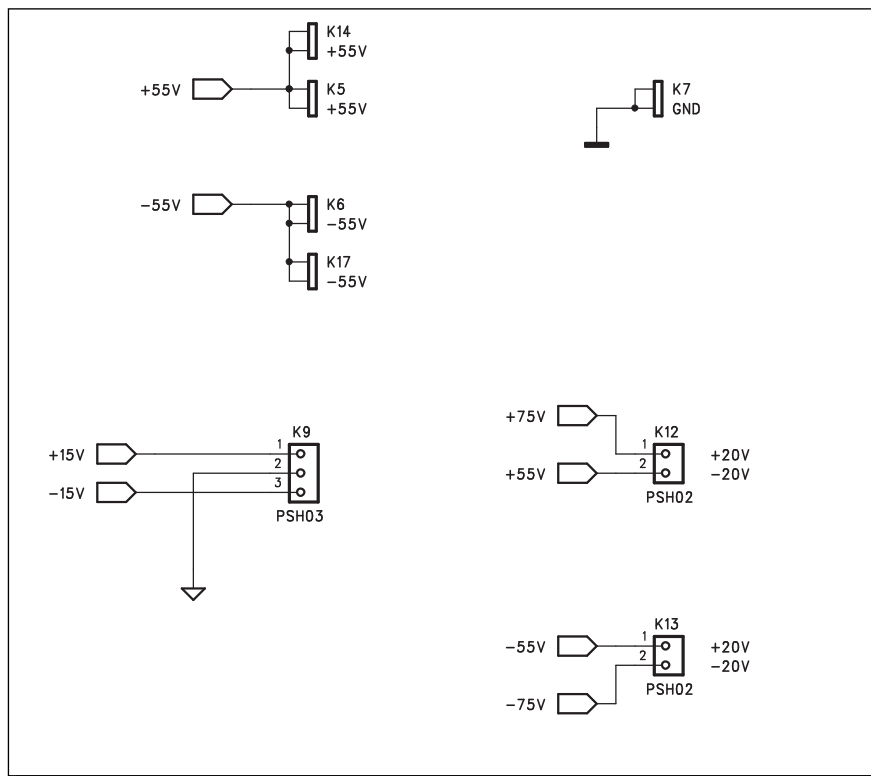 K14
+55V
+55V
K5
+55V
K7
GND
-55V
K6
-55V
K17
-55V
K9
+15V
1
2
-15V
3
PSH03
+75V
K12
1
+20V
+55V
2
-20V
PSH02
K13
-55V
1
+20V
2
-20V
PSH02
-75V